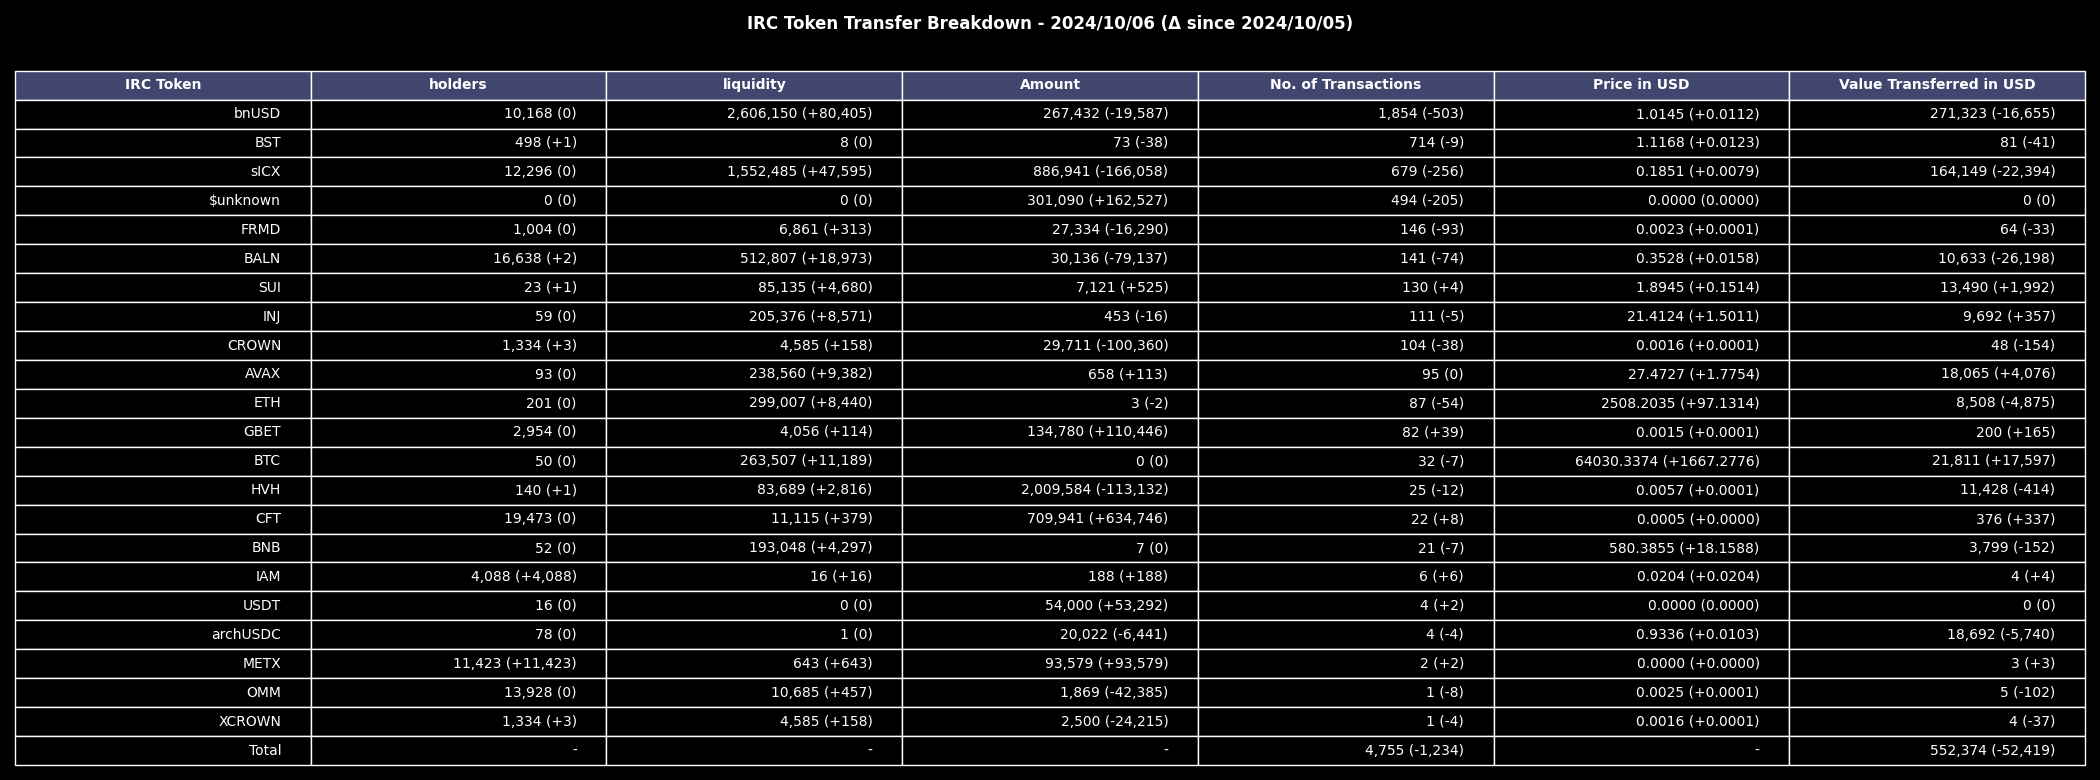 IRC Token Transfer Breakdown - 2024/10/06 (Δ since 2024/10/05)
IRC Token holders liquidity Amount No. of Transactions Price in USD Value Transferred in USD
bnUSD 10,168 (0) 2,606,150 (+80,405) 267,432 (-19,587) 1,854 (-503) 1.0145 (+0.0112) 271,323 (-16,655)
BST 498 (+1) 8 (0) 73 (-38) 714 (-9) 1.1168 (+0.0123) 81 (-41)
sICX 12,296 (0) 1,552,485 (+47,595) 886,941 (-166,058) 679 (-256) 0.1851 (+0.0079) 164,149 (-22,394)
$unknown 0 (0) 0 (0) 301,090 (+162,527) 494 (-205) 0.0000 (0.0000) 0 (0)
FRMD 1,004 (0) 6,861 (+313) 27,334 (-16,290) 146 (-93) 0.0023 (+0.0001) 64 (-33)
BALN 16,638 (+2) 512,807 (+18,973) 30,136 (-79,137) 141 (-74) 0.3528 (+0.0158) 10,633 (-26,198)
SUI 23 (+1) 85,135 (+4,680) 7,121 (+525) 130 (+4) 1.8945 (+0.1514) 13,490 (+1,992)
INJ 59 (0) 205,376 (+8,571) 453 (-16) 111 (-5) 21.4124 (+1.5011) 9,692 (+357)
CROWN 1,334 (+3) 4,585 (+158) 29,711 (-100,360) 104 (-38) 0.0016 (+0.0001) 48 (-154)
AVAX 93 (0) 238,560 (+9,382) 658 (+113) 95 (0) 27.4727 (+1.7754) 18,065 (+4,076)
ETH 201 (0) 299,007 (+8,440) 3 (-2) 87 (-54) 2508.2035 (+97.1314) 8,508 (-4,875)
GBET 2,954 (0) 4,056 (+114) 134,780 (+110,446) 82 (+39) 0.0015 (+0.0001) 200 (+165)
BTC 50 (0) 263,507 (+11,189) 0 (0) 32 (-7) 64030.3374 (+1667.2776) 21,811 (+17,597)
HVH 140 (+1) 83,689 (+2,816) 2,009,584 (-113,132) 25 (-12) 0.0057 (+0.0001) 11,428 (-414)
CFT 19,473 (0) 11,115 (+379) 709,941 (+634,746) 22 (+8) 0.0005 (+0.0000) 376 (+337)
BNB 52 (0) 193,048 (+4,297) 7 (0) 21 (-7) 580.3855 (+18.1588) 3,799 (-152)
IAM 4,088 (+4,088) 16 (+16) 188 (+188) 6 (+6) 0.0204 (+0.0204) 4 (+4)
USDT 16 (0) 0 (0) 54,000 (+53,292) 4 (+2) 0.0000 (0.0000) 0 (0)
archUSDC 78 (0) 1 (0) 20,022 (-6,441) 4 (-4) 0.9336 (+0.0103) 18,692 (-5,740)
METX 11,423 (+11,423) 643 (+643) 93,579 (+93,579) 2 (+2) 0.0000 (+0.0000) 3 (+3)
OMM 13,928 (0) 10,685 (+457) 1,869 (-42,385) 1 (-8) 0.0025 (+0.0001) 5 (-102)
XCROWN 1,334 (+3) 4,585 (+158) 2,500 (-24,215) 1 (-4) 0.0016 (+0.0001) 4 (-37)
Total - - - 4,755 (-1,234) - 552,374 (-52,419)